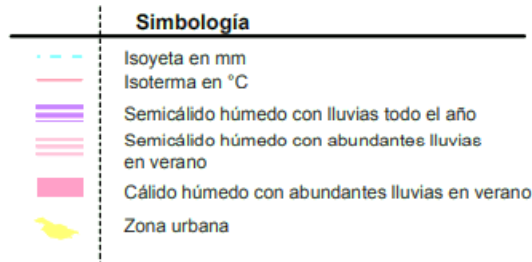 Simbología
Isoyeta en mm
Isoterma en °C
Semicálido húmedo con lluvias todo el año
Semicálido húmedo con abundantes lluvias
en verano
Cálido húmedo con abundantes lluvias en verano
Zona urbana